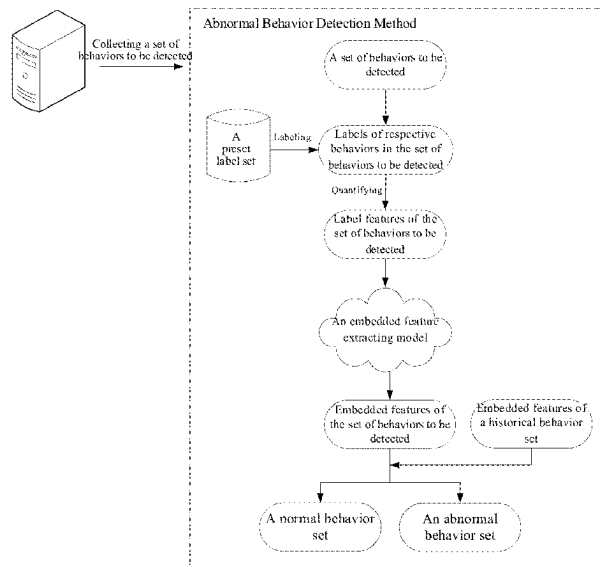 Abnormal Behavior Detection Method
Collecting a set of
behaviors to be detected
A set of behaviors to be
detected
A
preset
label set
Labeling
Labels of respective
behaviors in the set of
behaviors to be detected
Quantifying
Label features of the
set of behaviors to be
detected
An embedded feature
extracting model
Embedded features of
the set of behaviors to be
detected
Embedded features of
a historical behavior
set
A normal behavior
set
An abnormal
behavior set